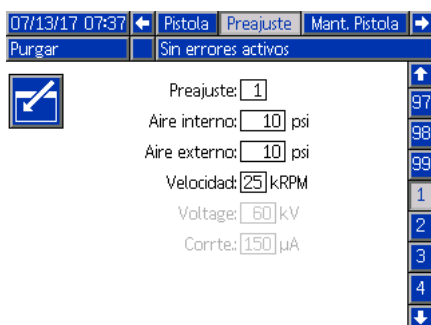 07/13/17 07:37 Pistola Preajuste Mant. Pistola
Purgar Sin errores activos
Preajuste: 1
Aire interno: 10 psi
Aire externo: 10 psi
Velocidad: 25 kRPM
Voltage: 60 kV
Corrte.: 150 µA
97
98
99
1
2
3
4